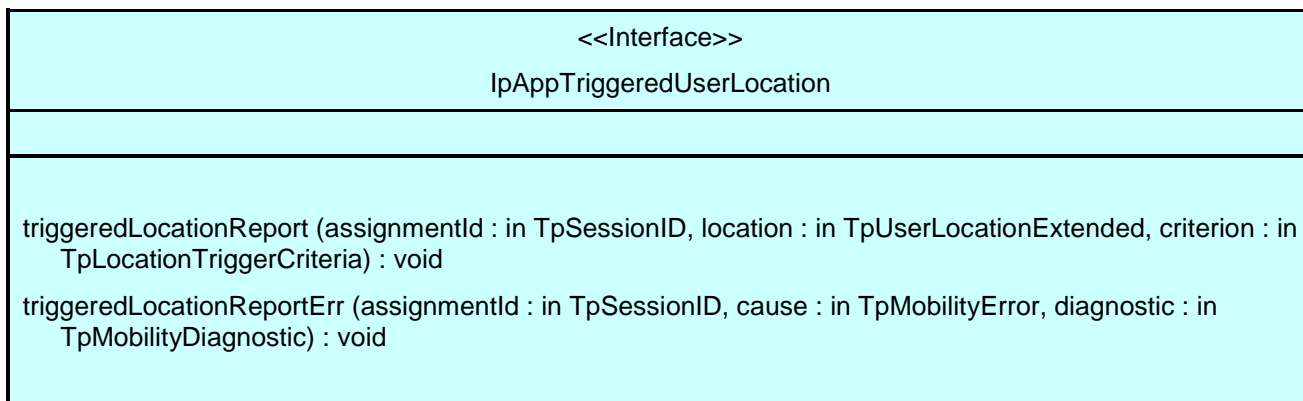 <<Interface>>
IpAppTriggeredUserLocation
triggeredLocationReport (assignmentId : in TpSessionID, location : in TpUserLocationExtended, criterion : in
TpLocationTriggerCriteria) : void
triggeredLocationReportErr (assignmentId : in TpSessionID, cause : in TpMobilityError, diagnostic : in
TpMobilityDiagnostic) : void